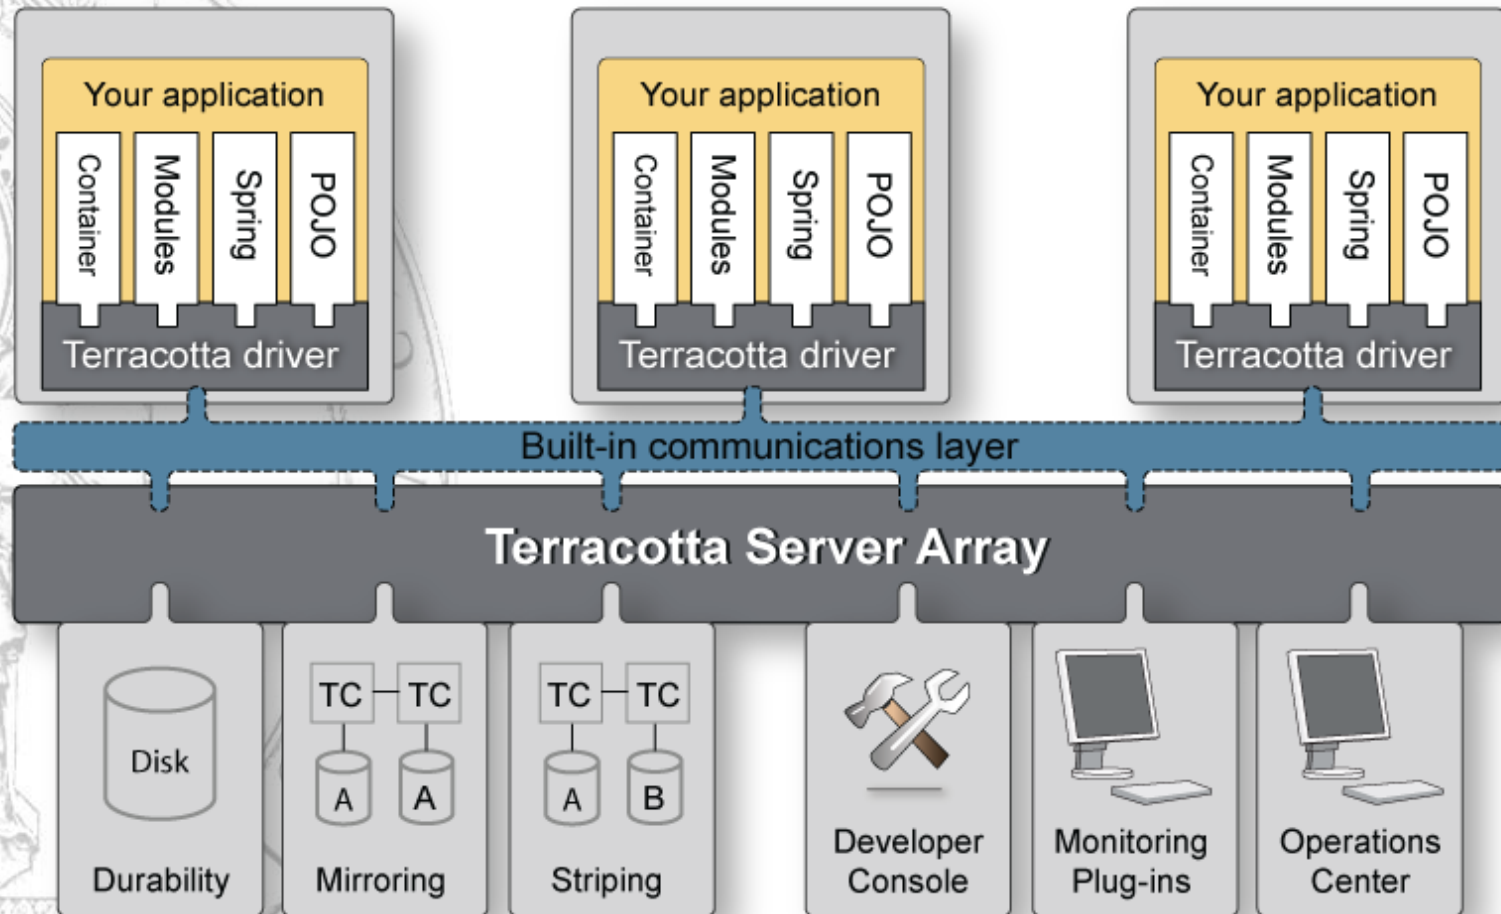 Your application
Container
Modules
Spring
POJO
Terracotta driver
Your application
Container
Modules
Spring
POJO
Terracotta driver
Your application
Container
Modules
Spring
POJO
Terracotta driver
Built-in communications layer
Terracotta Server Array
Disk
Durability
TC
TC
A
A
Mirroring
TC
TC
A
B
Striping
Developer
Console
Monitoring
Plug-ins
Operations
Center